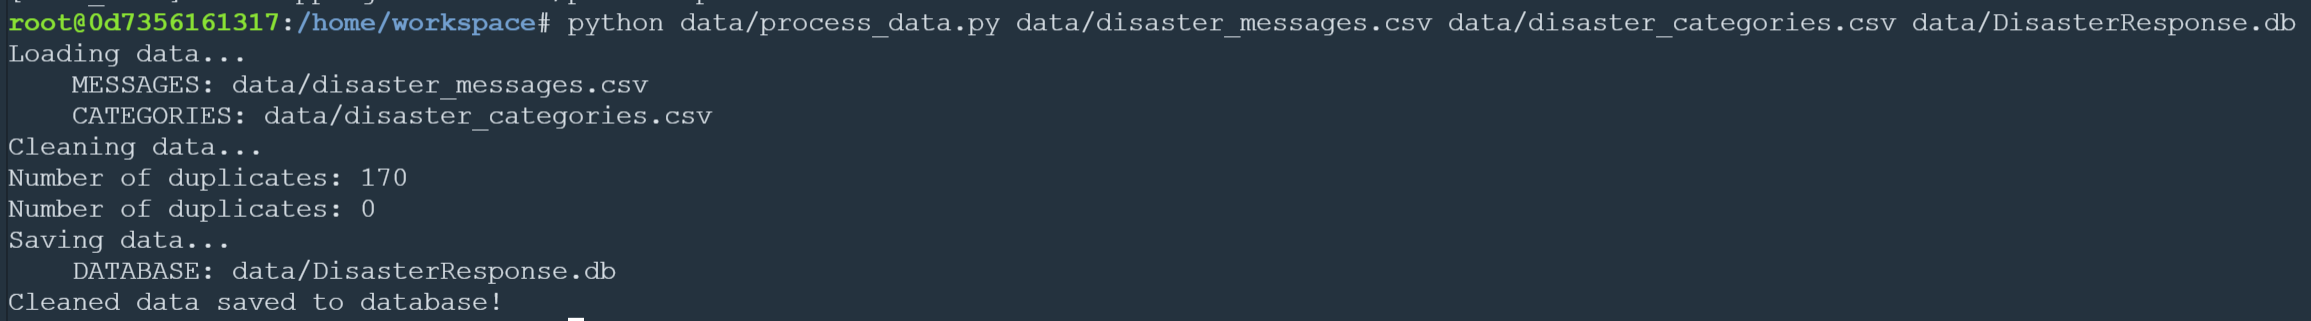 root@0d7356161317:/home/workspace# python data/process_data.py data/disaster_messages.csv data/disaster_categories.csv data/DisasterResponse.db
Loading data...
    MESSAGES: data/disaster_messages.csv
    CATEGORIES: data/disaster_categories.csv
Cleaning data...
Number of duplicates: 170
Number of duplicates: 0
Saving data...
    DATABASE: data/DisasterResponse.db
Cleaned data saved to database!